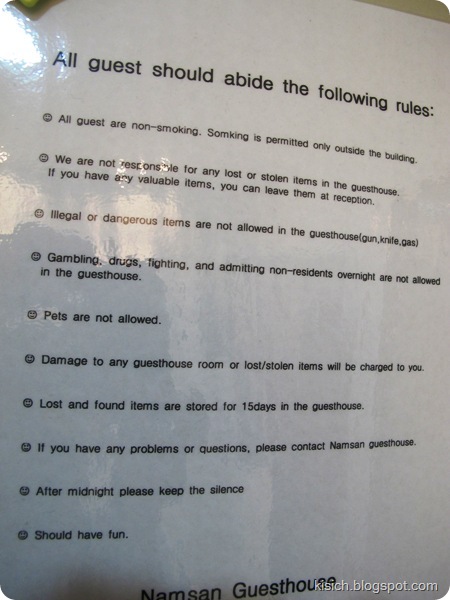 All guest should abide the following rules:
☺ All guest are non-smoking. Somking is permitted only outside the building.
☺ We are not responsible for any lost or stolen items in the guesthouse.
If you have any valuable items, you can leave them at reception.
☺ Illegal or dangerous items are not allowed in the guesthouse(gun,knife,gas)
☺ Gambling, drugs, fighting, and admitting non-residents overnight are not allowed
in the guesthouse.
☺ Pets are not allowed.
☺ Damage to any guesthouse room or lost/stolen items will be charged to you.
☺ Lost and found items are stored for 15days in the guesthouse.
☺ If you have any problems or questions, please contact Namsan guesthouse.
☺ After midnight please keep the silence
☺ Should have fun.
Namsan Guesthouse
kisich.blogspot.com